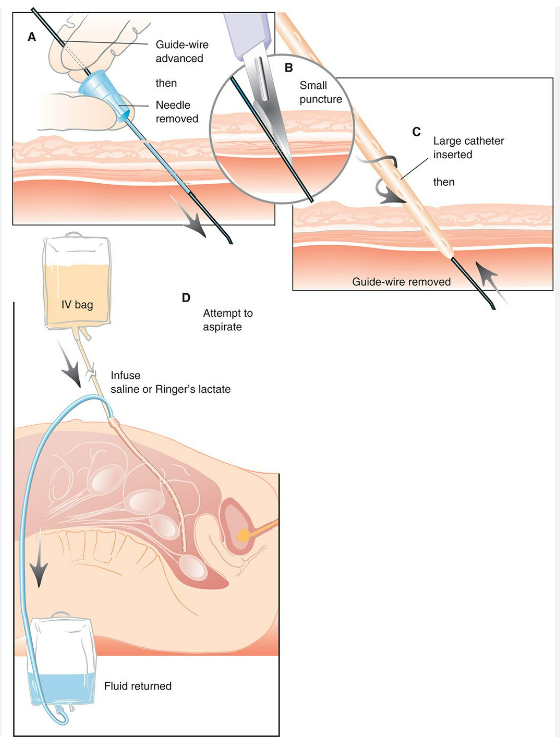 A
Guide-wire
advanced
then
Needle
removed
B
Small
puncture
C
Large catheter
inserted
then
Guide-wire removed
D
Attempt to
aspirate
IV bag
Infuse
saline or Ringer's lactate
Fluid returned